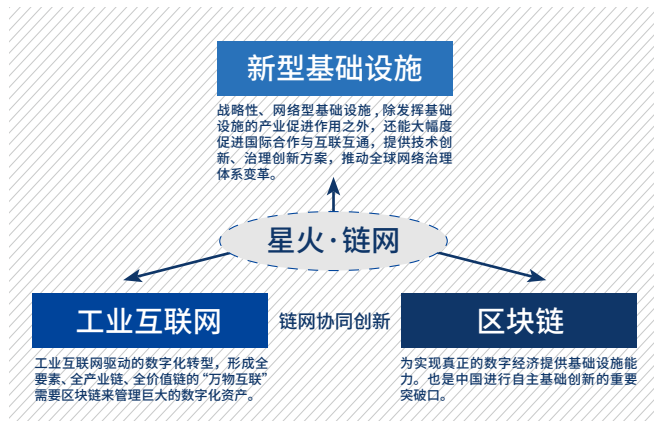 新型基础设施
战略性、网络型基础设施,除发挥基础
设施的产业促进作用之外，还能大幅度
促进国际合作与互联互通，提供技术创
新、治理创新方案，推动全球网络治理
体系变革。
星火·链网
工业互联网
链网协同创新
区块链
工业互联网驱动的数字化转型，形成全
要素、全产业链、全价值链的“万物互联”
需要区块链来管理巨大的数字化资产。
为实现真正的数字经济提供基础设施能
力。也是中国进行自主基础创新的重要
突破口。